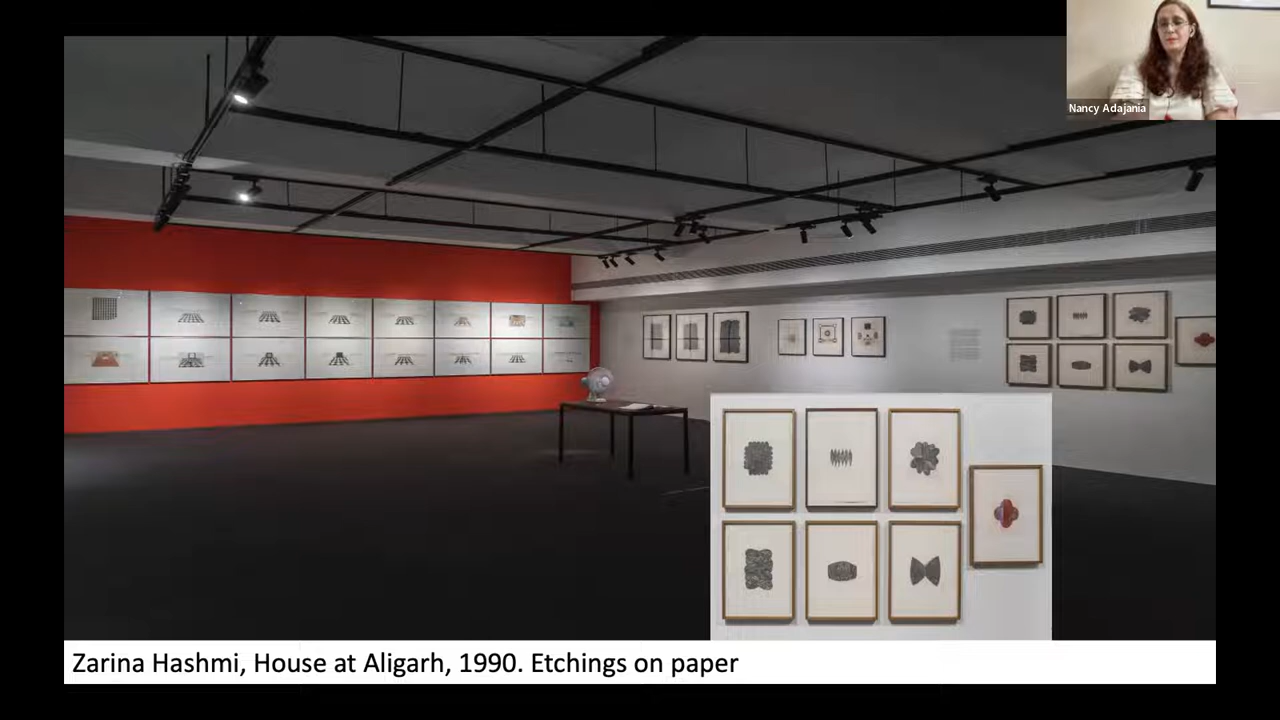 Nancy Adajania
Zarina Hashmi, House at Aligarh, 1990. Etchings on paper